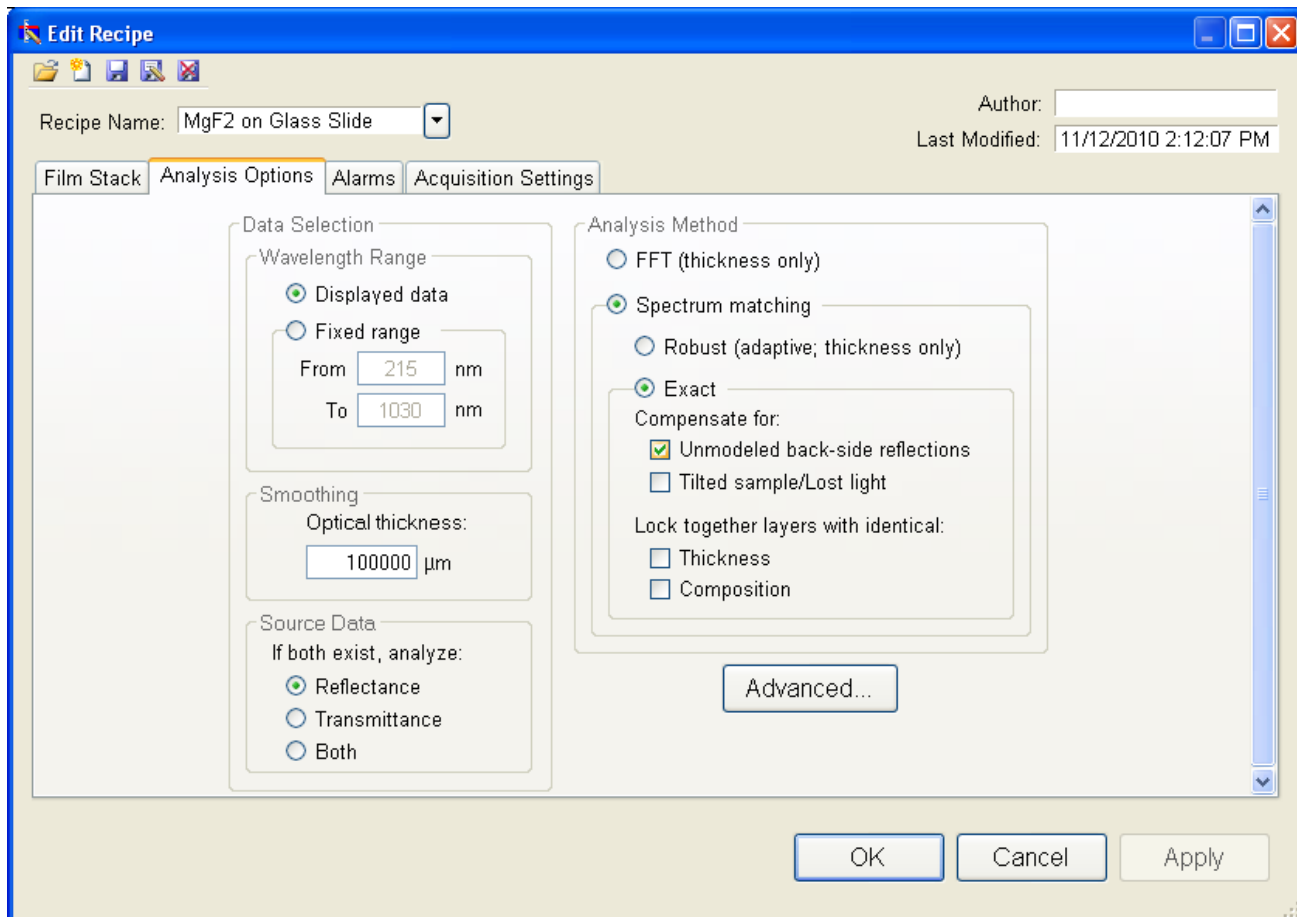 Edit Recipe
Recipe Name: MgF2 on Glass Slide
Author:
Last Modified: 11/12/2010 2:12:07 PM
Film Stack Analysis Options Alarms Acquisition Settings
Data Selection
Wavelength Range
Displayed data
Fixed range
From 215 nm
To 1030 nm
Smoothing
Optical thickness:
100000 µm
Source Data
If both exist, analyze:
Reflectance
Transmittance
Both
Analysis Method
FFT (thickness only)
Spectrum matching
Robust (adaptive; thickness only)
Exact
Compensate for:
Unmodeled back-side reflections
Tilted sample/Lost light
Lock together layers with identical:
Thickness
Composition
Advanced...
OK Cancel Apply